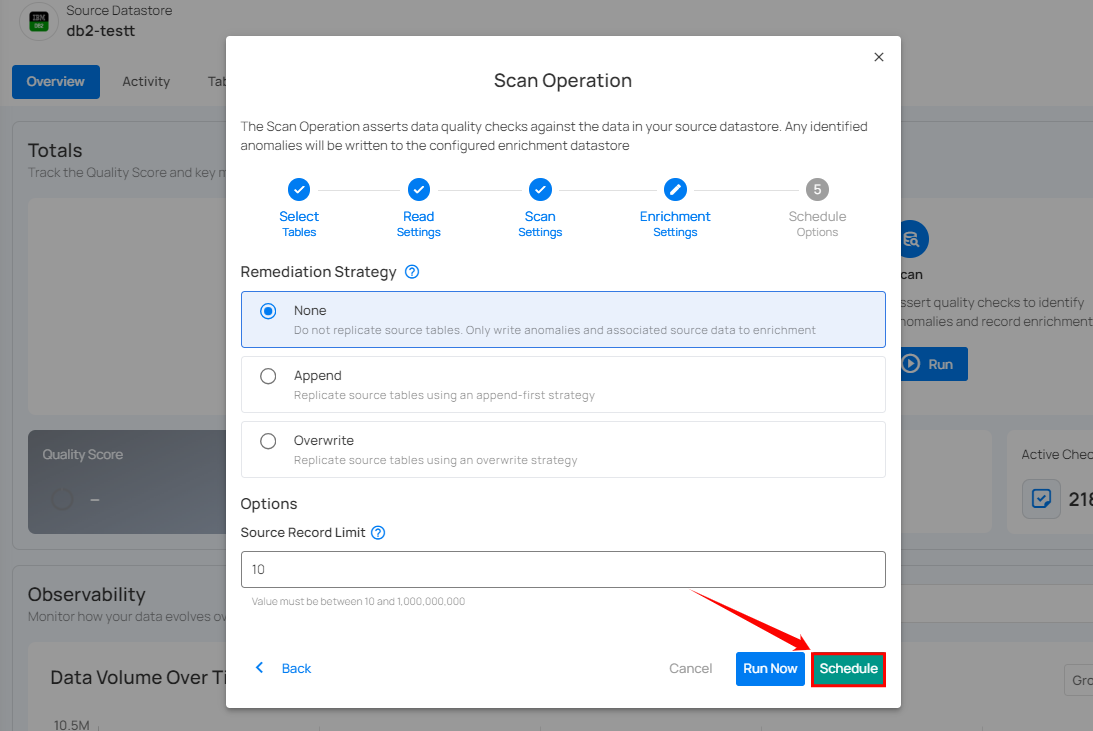 IBM
DB2
Source Datastore
db2-testt
Overview
Activity
Scan Operation
The Scan Operation asserts data quality checks against the data in your source datastore. Any identified
anomalies will be written to the configured enrichment datastore
Select
Tables
Read
Settings
Scan
Settings
Enrichment
Settings
5
Schedule
Options
Remediation Strategy
None
Do not replicate source tables. Only write anomalies and associated source data to enrichment
Append
Replicate source tables using an append-first strategy
Overwrite
Replicate source tables using an overwrite strategy
Options
Source Record Limit
10
Value must be between 10 and 1,000,000,000
Back
Cancel
Run Now
Schedule
Totals
Track the Quality Score and key
Quality Score
–
can
ssert quality checks to identify
nomalies and record enrichment
Run
Active Chec
218
Observability
Monitor how your data evolves ov
Data Volume Over Ti
Gro
10.5M